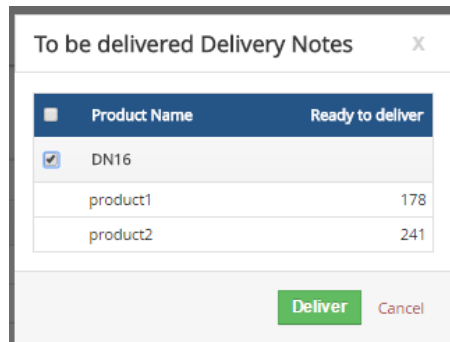 To be delivered Delivery Notes X
Product Name Ready to deliver
DN16
product1 178
product2 241
Deliver Cancel